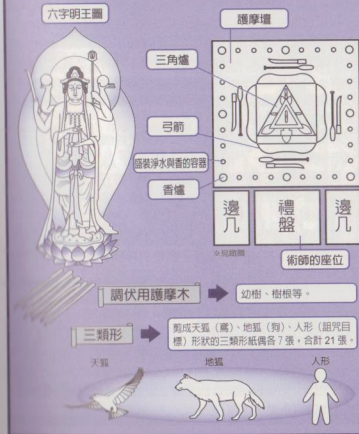 六字明王圖
護摩壇
三角爐
弓箭
盛裝淨水與香的容器
香爐
邊几
禮盤
邊几
※見略圖
術師的座位
調伏用護摩木
幼樹、樹根等。
三類形
剪成天狐（鳶）、地狐（狗）、人形（詛咒目
標）形狀的三類形紙偶各7張，合計21張。
天狐
地狐
人形